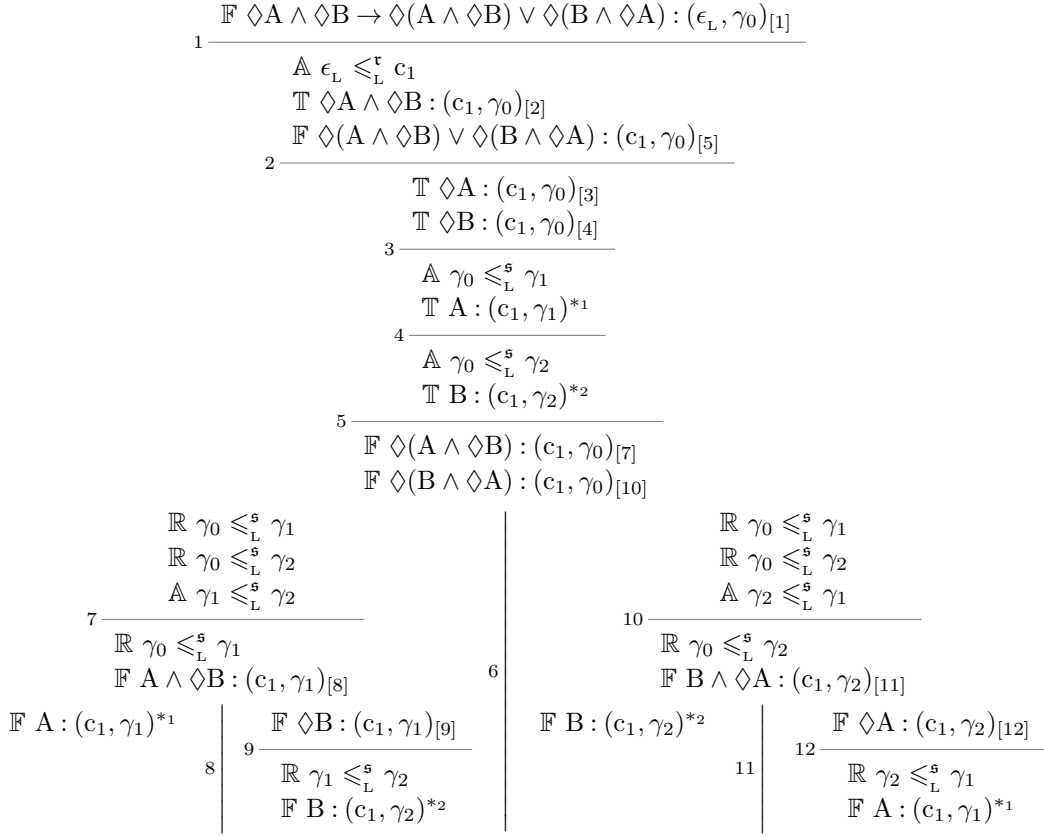 𝔽 ◊A ∧ ◊B → ◊(A ∧ ◊B) ∨ ◊(B ∧ ◊A) : (ϵ_L, γ₀)_[1]
1
𝔸 ϵ_L ⩽^𝔯_L c₁
𝕋 ◊A ∧ ◊B : (c₁, γ₀)_[2]
𝔽 ◊(A ∧ ◊B) ∨ ◊(B ∧ ◊A) : (c₁, γ₀)_[5]
2
𝕋 ◊A : (c₁, γ₀)_[3]
𝕋 ◊B : (c₁, γ₀)_[4]
3
𝔸 γ₀ ⩽^𝔰_L γ₁
𝕋 A : (c₁, γ₁)^*₁
4
𝔸 γ₀ ⩽^𝔰_L γ₂
𝕋 B : (c₁, γ₂)^*₂
5
𝔽 ◊(A ∧ ◊B) : (c₁, γ₀)_[7]
𝔽 ◊(B ∧ ◊A) : (c₁, γ₀)_[10]
6
ℝ γ₀ ⩽^𝔰_L γ₁
ℝ γ₀ ⩽^𝔰_L γ₂
𝔸 γ₁ ⩽^𝔰_L γ₂
7
ℝ γ₀ ⩽^𝔰_L γ₁
𝔽 A ∧ ◊B : (c₁, γ₁)_[8]
8
𝔽 A : (c₁, γ₁)^*₁
𝔽 ◊B : (c₁, γ₁)_[9]
9
ℝ γ₁ ⩽^𝔰_L γ₂
𝔽 B : (c₁, γ₂)^*₂
ℝ γ₀ ⩽^𝔰_L γ₁
ℝ γ₀ ⩽^𝔰_L γ₂
𝔸 γ₂ ⩽^𝔰_L γ₁
10
ℝ γ₀ ⩽^𝔰_L γ₂
𝔽 B ∧ ◊A : (c₁, γ₂)_[11]
11
𝔽 B : (c₁, γ₂)^*₂
𝔽 ◊A : (c₁, γ₂)_[12]
12
ℝ γ₂ ⩽^𝔰_L γ₁
𝔽 A : (c₁, γ₁)^*₁